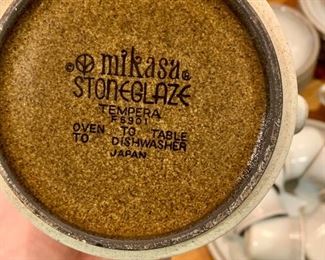 mikasa
STONEGLAZE
TEMPERA
F5901
OVEN TO TABLE
TO DISHWASHER
JAPAN